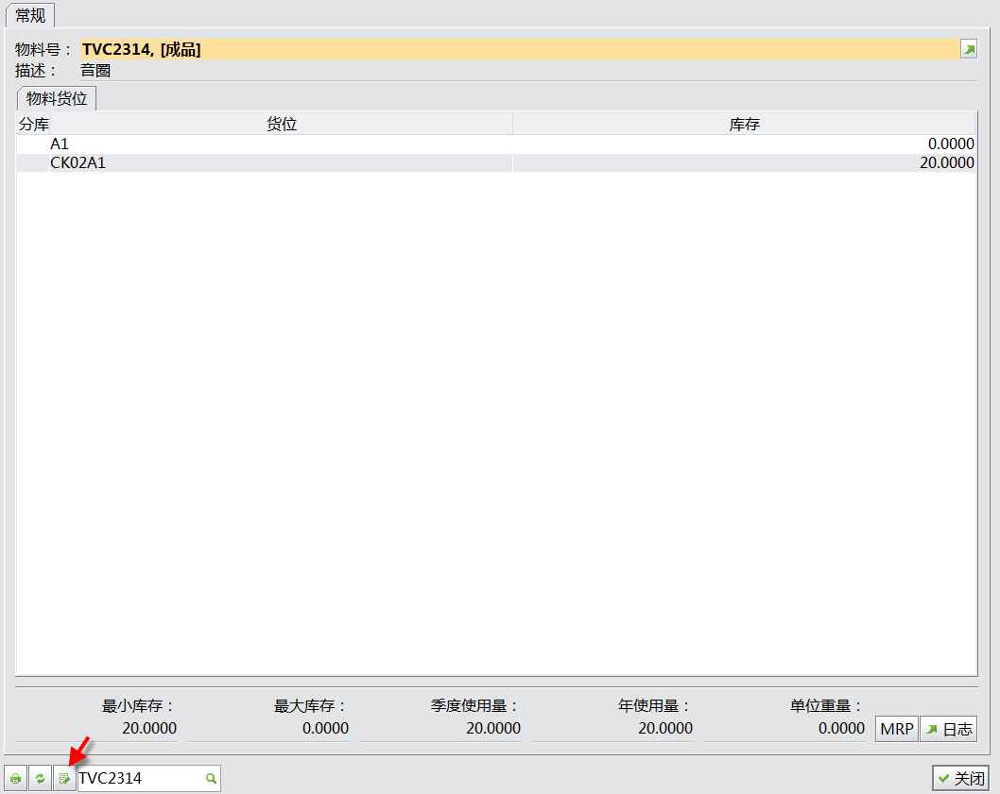 常规
物料号： TVC2314, [成品]
描述： 音圈
物料货位
分库 货位 库存
A1 0.0000
CK02A1 20.0000
最小库存： 最大库存： 季度使用量： 年使用量： 单位重量：
20.0000 0.0000 20.0000 20.0000 0.0000 MRP 日志
TVC2314 关闭